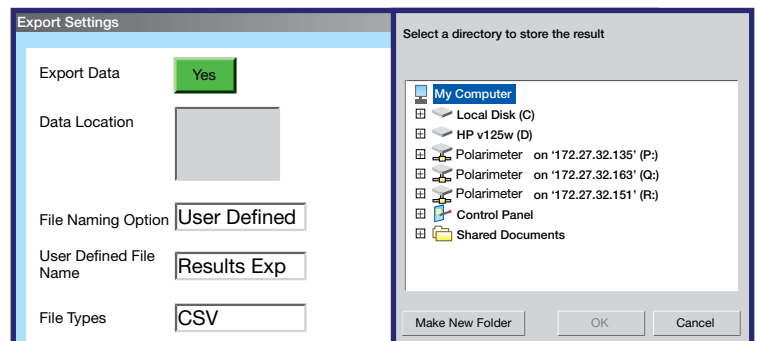 Export Settings
Export Data
Yes
Data Location
File Naming Option
User Defined
User Defined File
Name
Results Exp
File Types
CSV
Select a directory to store the result
My Computer
Local Disk (C)
HP v125w (D)
Polarimeter on ‘172.27.32.135’ (P:)
Polarimeter on ‘172.27.32.163’ (Q:)
Polarimeter on ‘172.27.32.151’ (R:)
Control Panel
Shared Documents
Make New Folder
OK
Cancel